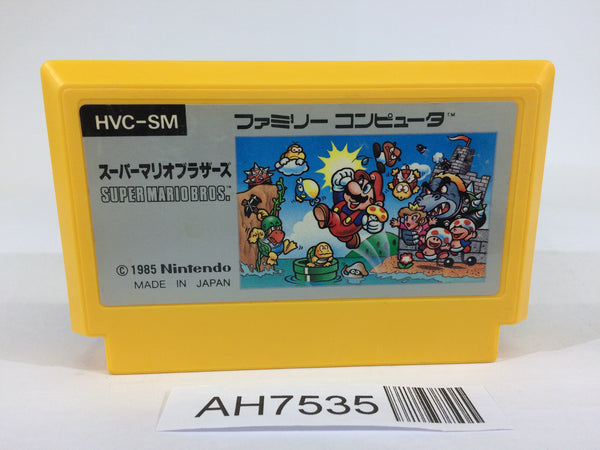 HVC-SM
ファミリー コンピュータ™
スーパーマリオブラザーズ
SUPER MARIO BROS.™
© 1985 Nintendo
MADE IN JAPAN
AH7535